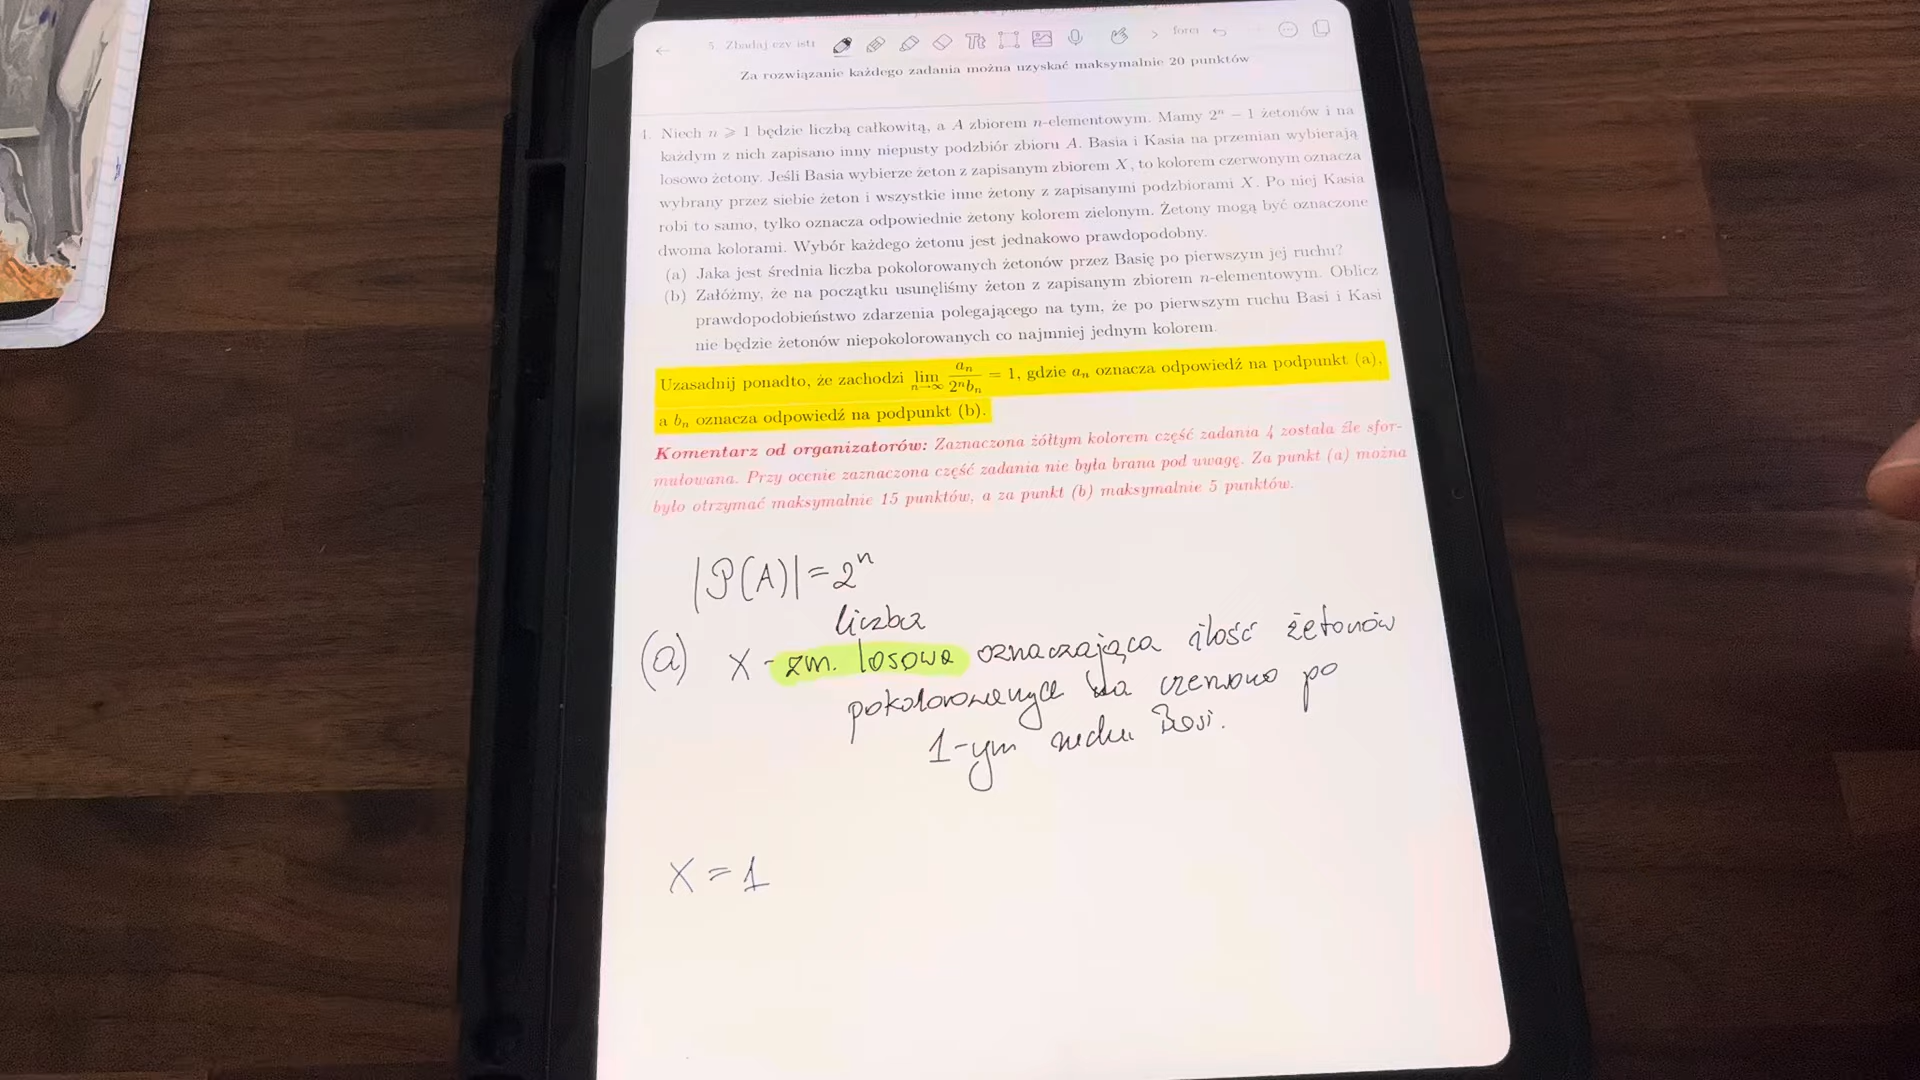 5. Zbadaj czy istr
Tt
forer
Za rozwiązanie każdego zadania można uzyskać maksymalnie 20 punktów
4. Niech n ⩾ 1 będzie liczbą całkowitą, a A zbiorem n-elementowym. Mamy 2ⁿ − 1 żetonów i na
każdym z nich zapisano inny niepusty podzbiór zbioru A. Basia i Kasia na przemian wybierają
losowo żetony. Jeśli Basia wybierze żeton z zapisanym zbiorem X, to kolorem czerwonym oznacza
wybrany przez siebie żeton i wszystkie inne żetony z zapisanymi podzbiorami X. Po niej Kasia
robi to samo, tylko oznacza odpowiednie żetony kolorem zielonym. Żetony mogą być oznaczone
dwoma kolorami. Wybór każdego żetonu jest jednakowo prawdopodobny.
(a) Jaka jest średnia liczba pokolorowanych żetonów przez Basię po pierwszym jej ruchu?
(b) Załóżmy, że na początku usunęliśmy żeton z zapisanym zbiorem n-elementowym. Oblicz
prawdopodobieństwo zdarzenia polegającego na tym, że po pierwszym ruchu Basi i Kasi
nie będzie żetonów niepokolorowanych co najmniej jednym kolorem.
Uzasadnij ponadto, że zachodzi lim n→∞ aₙ/2ⁿbₙ = 1, gdzie aₙ oznacza odpowiedź na podpunkt (a),
a bₙ oznacza odpowiedź na podpunkt (b).
Komentarz od organizatorów: Zaznaczona żółtym kolorem część zadania 4 została źle sfor-
mułowana. Przy ocenie zaznaczona część zadania nie była brana pod uwagę. Za punkt (a) można
było otrzymać maksymalnie 15 punktów, a za punkt (b) maksymalnie 5 punktów.
|P(A)| = 2ⁿ
liczba
(a) X - zm. losowa oznaczająca ilość żetonów
pokolorowanych na czerwono po
1-ym ruchu Basi.
X = 1